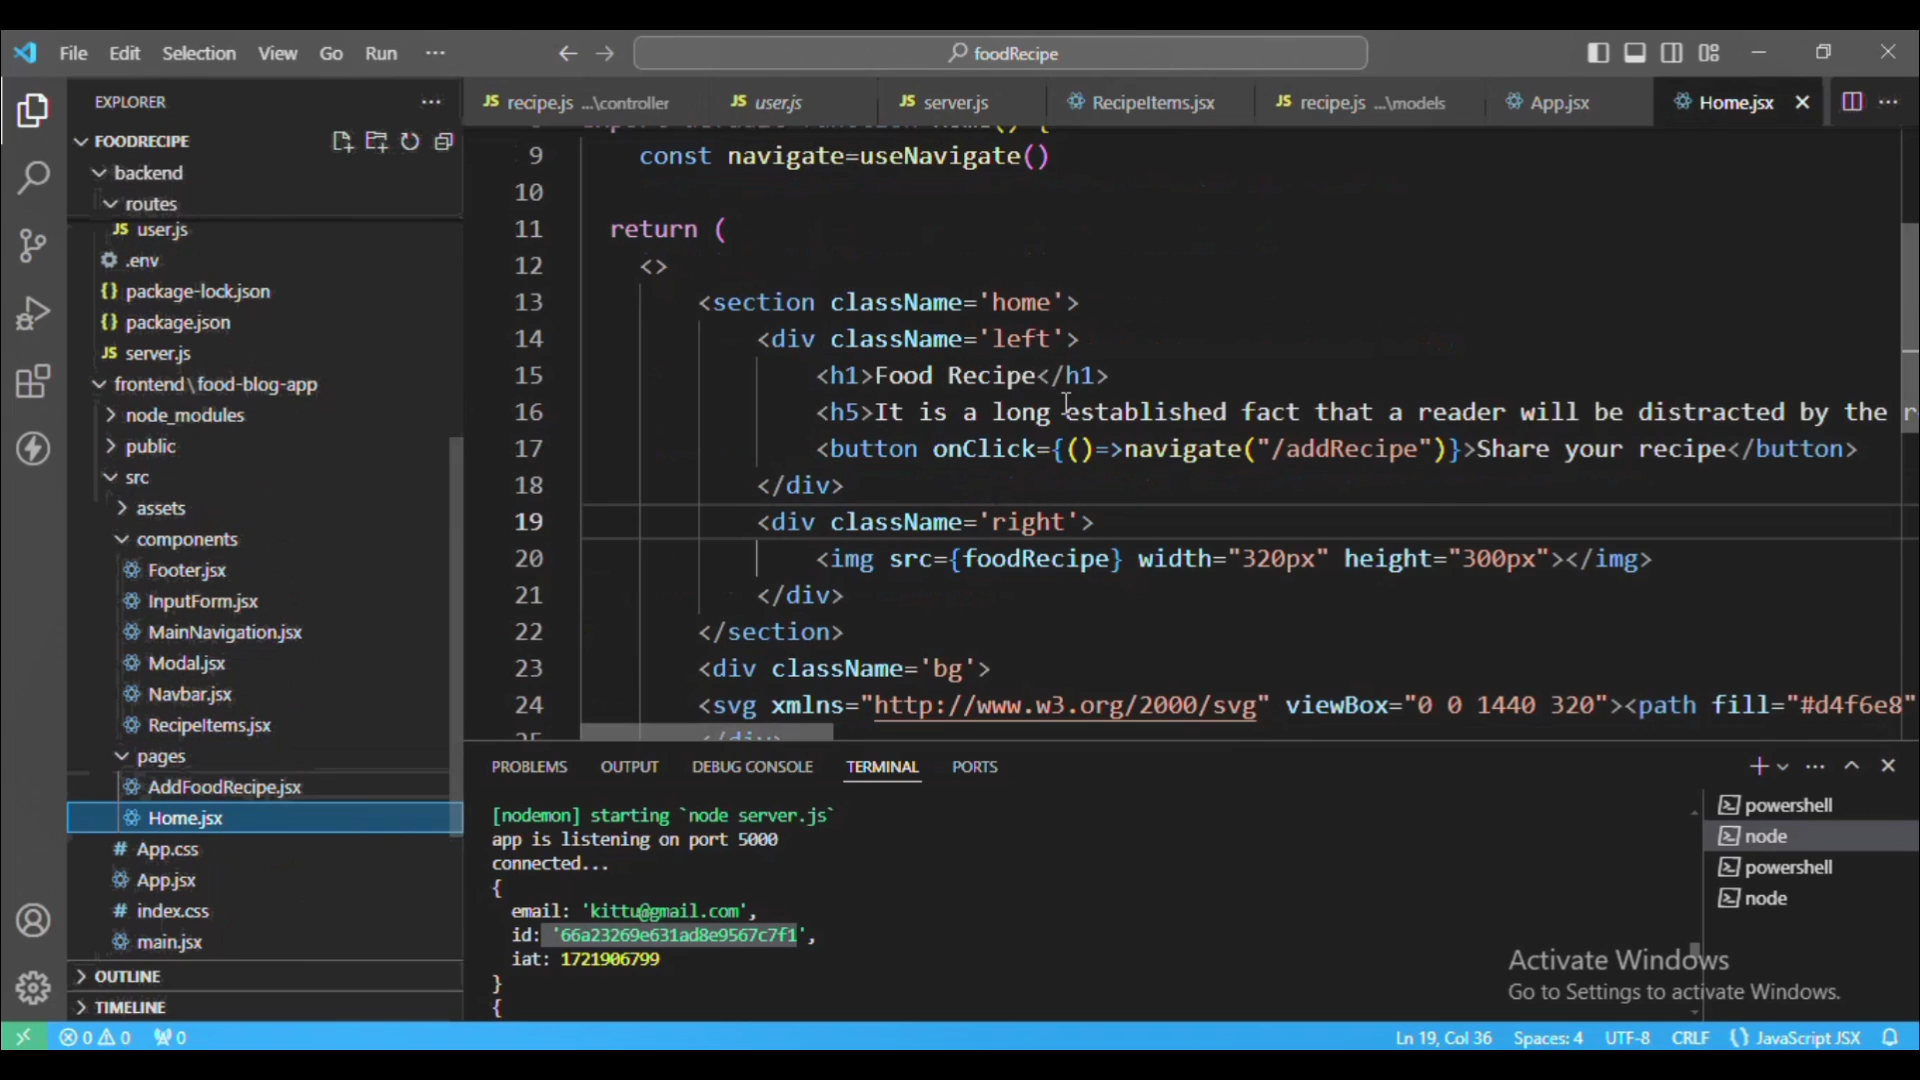 File Edit Selection View Go Run ··· foodRecipe
EXPLORER ···
FOODRECIPE
backend
routes
JS user.js
.env
{} package-lock.json
{} package.json
JS server.js
frontend\food-blog-app
node_modules
public
src
assets
components
Footer.jsx
InputForm.jsx
MainNavigation.jsx
Modal.jsx
Navbar.jsx
RecipeItems.jsx
pages
AddFoodRecipe.jsx
Home.jsx
# App.css
App.jsx
# index.css
main.jsx
OUTLINE
TIMELINE
JS recipe.js ...\controller JS user.js JS server.js RecipeItems.jsx JS recipe.js ...\models App.jsx Home.jsx
9 const navigate=useNavigate()
10
11 return (
12 <>
13 <section className='home'>
14 <div className='left'>
15 <h1>Food Recipe</h1>
16 <h5>It is a long established fact that a reader will be distracted by the r
17 <button onClick={()=>navigate("/addRecipe")}>Share your recipe</button>
18 </div>
19 <div className='right'>
20 <img src={foodRecipe} width="320px" height="300px"></img>
21 </div>
22 </section>
23 <div className='bg'>
24 <svg xmlns="http://www.w3.org/2000/svg" viewBox="0 0 1440 320"><path fill="#d4f6e8"
25 </div>
PROBLEMS OUTPUT DEBUG CONSOLE TERMINAL PORTS
[nodemon] starting `node server.js`
app is listening on port 5000
connected...
{
email: 'kittu@gmail.com',
id: '66a23269e631ad8e9567c7f1',
iat: 1721906799
}
{
powershell
node
powershell
node
Activate Windows
Go to Settings to activate Windows.
0 0 0 Ln 19, Col 36 Spaces: 4 UTF-8 CRLF {} JavaScript JSX